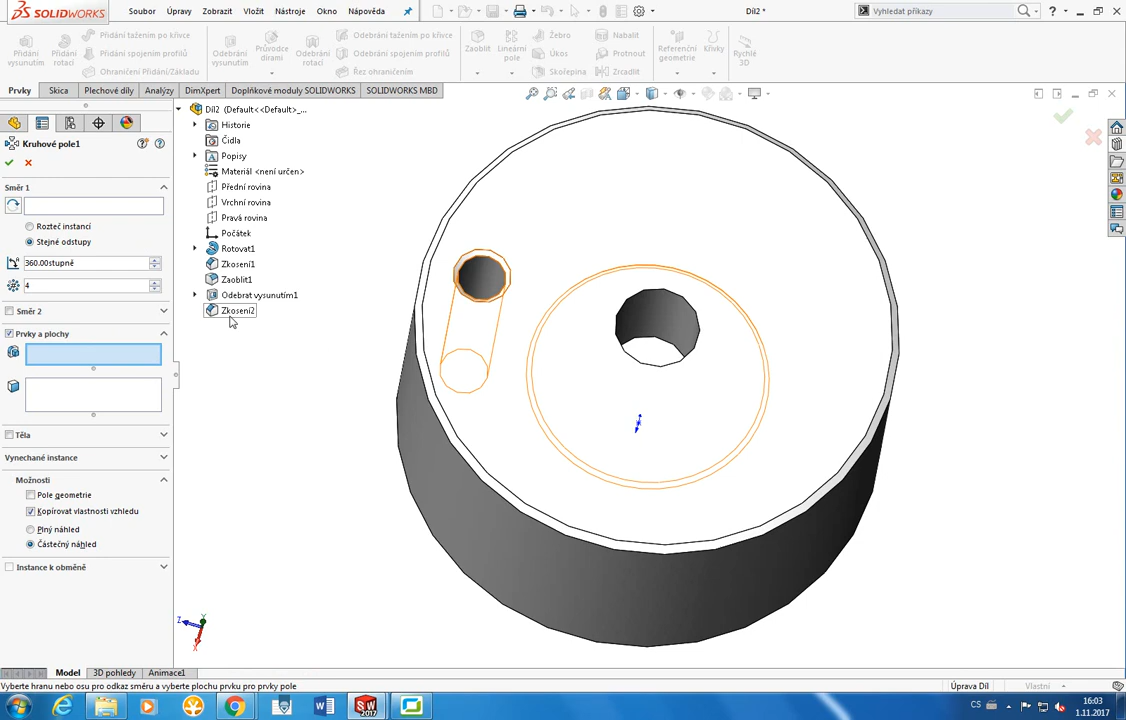 SOLIDWORKS
Soubor Úpravy Zobrazit Vložit Nástroje Okno Nápověda
Díl2 *
Vyhledat příkazy
Přidání vysunutím
Přidání rotací
Přidání tažením po křivce
Přidání spojením profilů
Ohraničení Přidání/Základu
Odebrání vysunutím
Průvodce dírami
Odebrání rotací
Odebrání tažením po křivce
Odebrání spojením profilů
Řez ohraničením
Zaoblit
Lineární pole
Žebro
Úkos
Skořepina
Nabalit
Protnout
Zrcadlit
Referenční geometrie
Křivky
Rychlé 3D
Prvky Skica Plechové díly Analýzy DimXpert Doplňkové moduly SOLIDWORKS SOLIDWORKS MBD
Kruhové pole1
Směr 1
Rozteč instancí
Stejné odstupy
360.00stupně
4
Směr 2
Prvky a plochy
Těla
Vynechané instance
Možnosti
Pole geometrie
Kopírovat vlastnosti vzhledu
Plný náhled
Částečný náhled
Instance k obměně
Díl2 (Default<<Default>_...
Historie
Čidla
Popisy
Materiál <není určen>
Přední rovina
Vrchní rovina
Pravá rovina
Počátek
Rotovat1
Zkosení1
Zaoblit1
Odebrat vysunutím1
Zkosení2
Z
Y
X
Model 3D pohledy Animace1
Vyberte hranu nebo osu pro odkaz směru a vyberte plochu prvku pro prvky pole
Úprava Díl
Vlastní
CS
16:03
1.11.2017